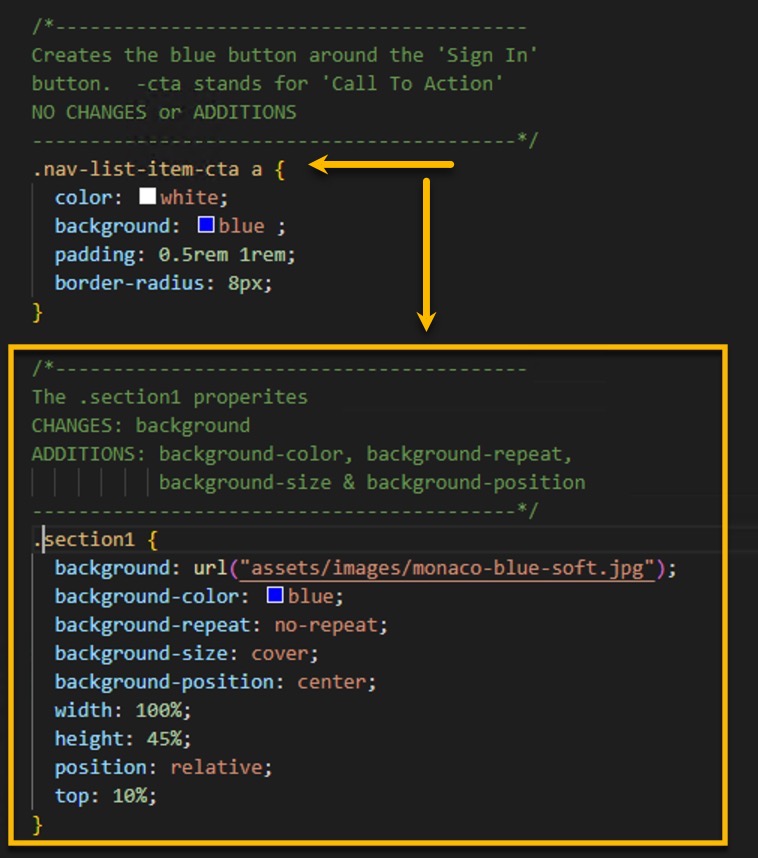 /*-----------------------------------------
Creates the blue button around the 'Sign In'
button.  -cta stands for 'Call To Action'
NO CHANGES or ADDITIONS
------------------------------------------*/
.nav-list-item-cta a {
  color: white;
  background: blue ;
  padding: 0.5rem 1rem;
  border-radius: 8px;
}
/*-----------------------------------------
The .section1 properites
CHANGES: background
ADDITIONS: background-color, background-repeat,
           background-size & background-position
------------------------------------------*/
.section1 {
  background: url("assets/images/monaco-blue-soft.jpg");
  background-color: blue;
  background-repeat: no-repeat;
  background-size: cover;
  background-position: center;
  width: 100%;
  height: 45%;
  position: relative;
  top: 10%;
}